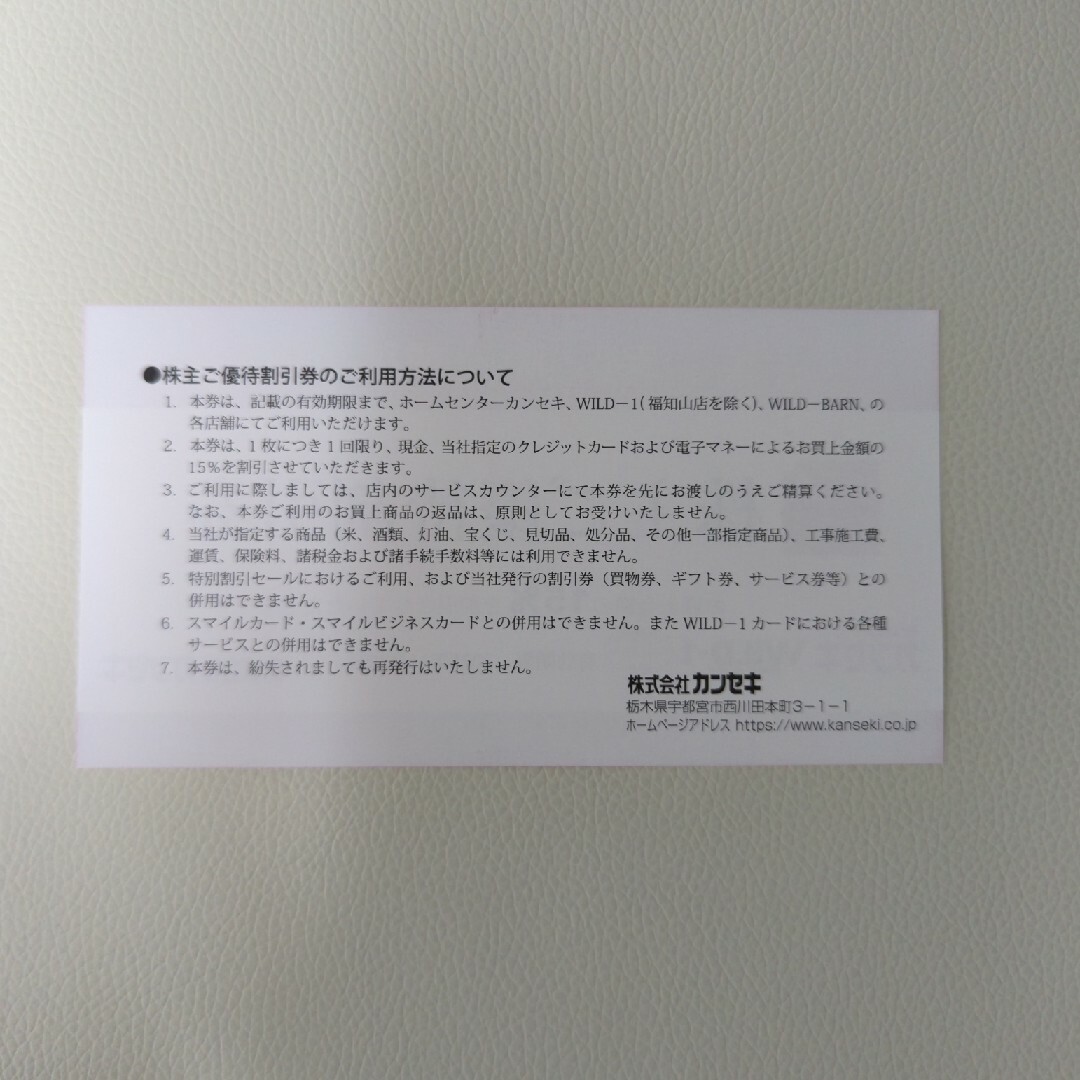 ●株主ご優待割引券のご利用方法について
1. 本券は、記載の有効期限まで、ホームセンターカンセキ、WILD－1(福知山店を除く)、WILD－BARN、の
各店舗にてご利用いただけます。
2. 本券は、1枚につき1回限り、現金、当社指定のクレジットカードおよび電子マネーによるお買上金額の
15%を割引させていただきます。
3. ご利用に際しましては、店内のサービスカウンターにて本券を先にお渡しのうえご精算ください。
なお、本券ご利用のお買上商品の返品は、原則としてお受けいたしません。
4. 当社が指定する商品（米、酒類、灯油、宝くじ、見切品、処分品、その他一部指定商品）、工事施工費、
運賃、保険料、諸税金および諸手続手数料等には利用できません。
5. 特別割引セールにおけるご利用、および当社発行の割引券（買物券、ギフト券、サービス券等）との
併用はできません。
6. スマイルカード・スマイルビジネスカードとの併用はできません。また WILD－1 カードにおける各種
サービスとの併用はできません。
7. 本券は、紛失されましても再発行はいたしません。
株式会社カンセキ
栃木県宇都宮市西川田本町3－1－1
ホームページアドレス https://www.kanseki.co.jp